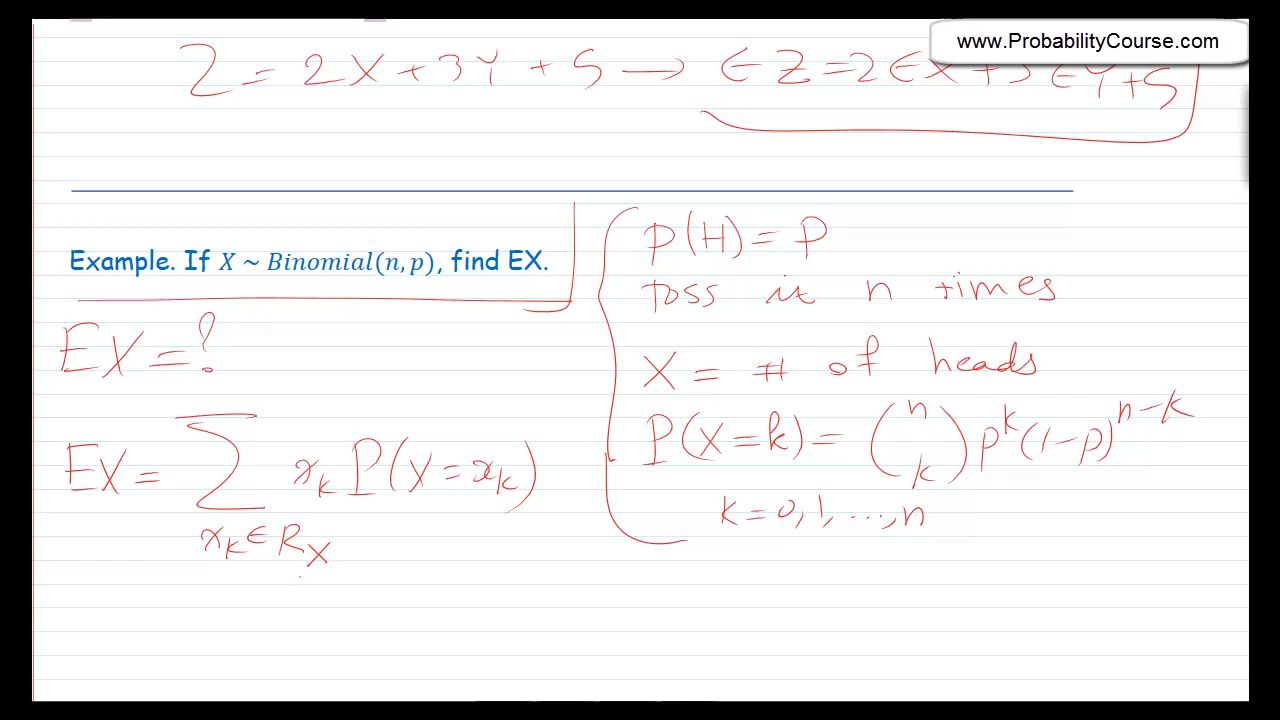 www.ProbabilityCourse.com
Z = 2X + 3Y + 5 → EZ = 2EX + 3EY + 5
Example. If X ~ Binomial(n, p), find EX.
EX = ?
EX = ∑ x_k P(X = x_k)
x_k ∈ R_X
P(H) = P
toss it n times
X = # of heads
P(X = k) = (n k) p^k (1-p)^{n-k}
k = 0, 1, ..., n